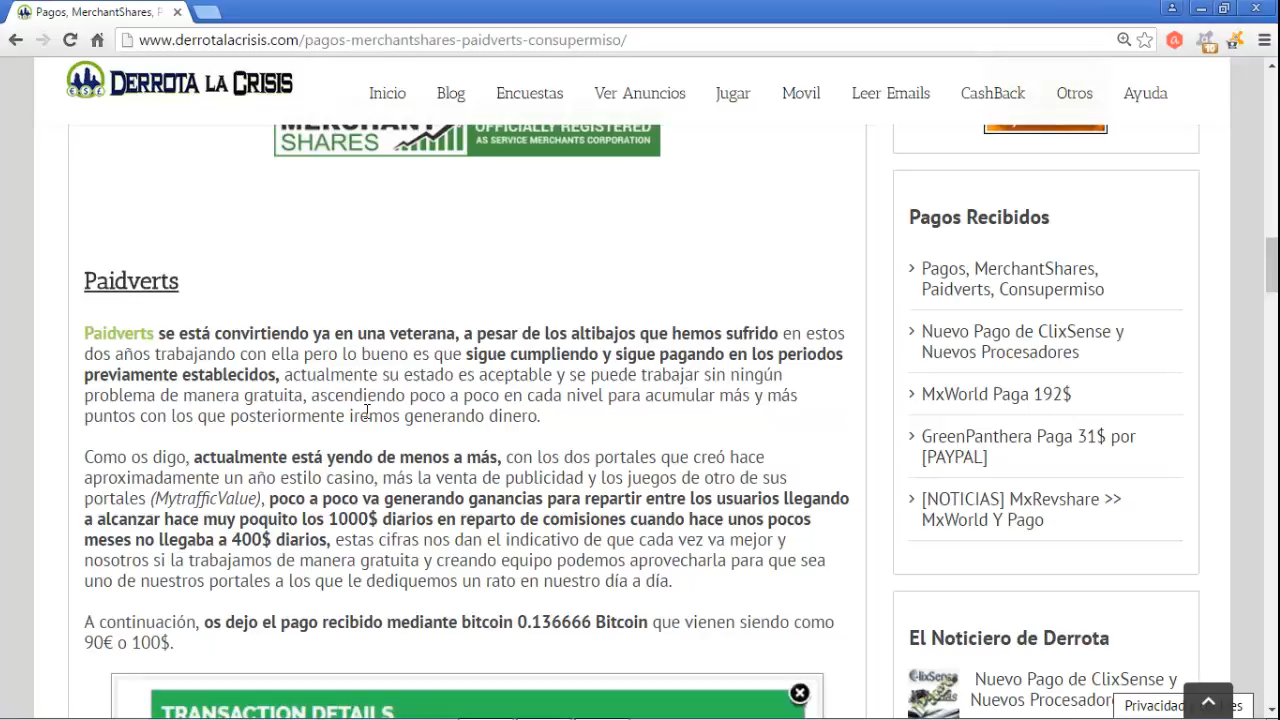 Pagos, MerchantShares, P
www.derrotalacrisis.com/pagos-merchantshares-paidverts-consupermiso/
10
DERROTA LA CRISIS
Inicio Blog Encuestas Ver Anuncios Jugar Movil Leer Emails CashBack Otros Ayuda
MERCHANT
SHARES
OFFICIALLY REGISTERED
AS SERVICE MERCHANTS CORPORATION
Paidverts
Paidverts se está convirtiendo ya en una veterana, a pesar de los altibajos que hemos sufrido en estos
dos años trabajando con ella pero lo bueno es que sigue cumpliendo y sigue pagando en los periodos
previamente establecidos, actualmente su estado es aceptable y se puede trabajar sin ningún
problema de manera gratuita, ascendiendo poco a poco en cada nivel para acumular más y más
puntos con los que posteriormente iremos generando dinero.
Como os digo, actualmente está yendo de menos a más, con los dos portales que creó hace
aproximadamente un año estilo casino, más la venta de publicidad y los juegos de otro de sus
portales (MytrafficValue), poco a poco va generando ganancias para repartir entre los usuarios llegando
a alcanzar hace muy poquito los 1000$ diarios en reparto de comisiones cuando hace unos pocos
meses no llegaba a 400$ diarios, estas cifras nos dan el indicativo de que cada vez va mejor y
nosotros si la trabajamos de manera gratuita y creando equipo podemos aprovecharla para que sea
uno de nuestros portales a los que le dediquemos un rato en nuestro día a día.
A continuación, os dejo el pago recibido mediante bitcoin 0.136666 Bitcoin que vienen siendo como
90€ o 100$.
TRANSACTION DETAILS
Pagos Recibidos
Pagos, MerchantShares,
Paidverts, Consupermiso
Nuevo Pago de ClixSense y
Nuevos Procesadores
MxWorld Paga 192$
GreenPanthera Paga 31$ por
[PAYPAL]
[NOTICIAS] MxRevshare >>
MxWorld Y Pago
El Noticiero de Derrota
Nuevo Pago de ClixSense y
Nuevos Procesador
Privacidad